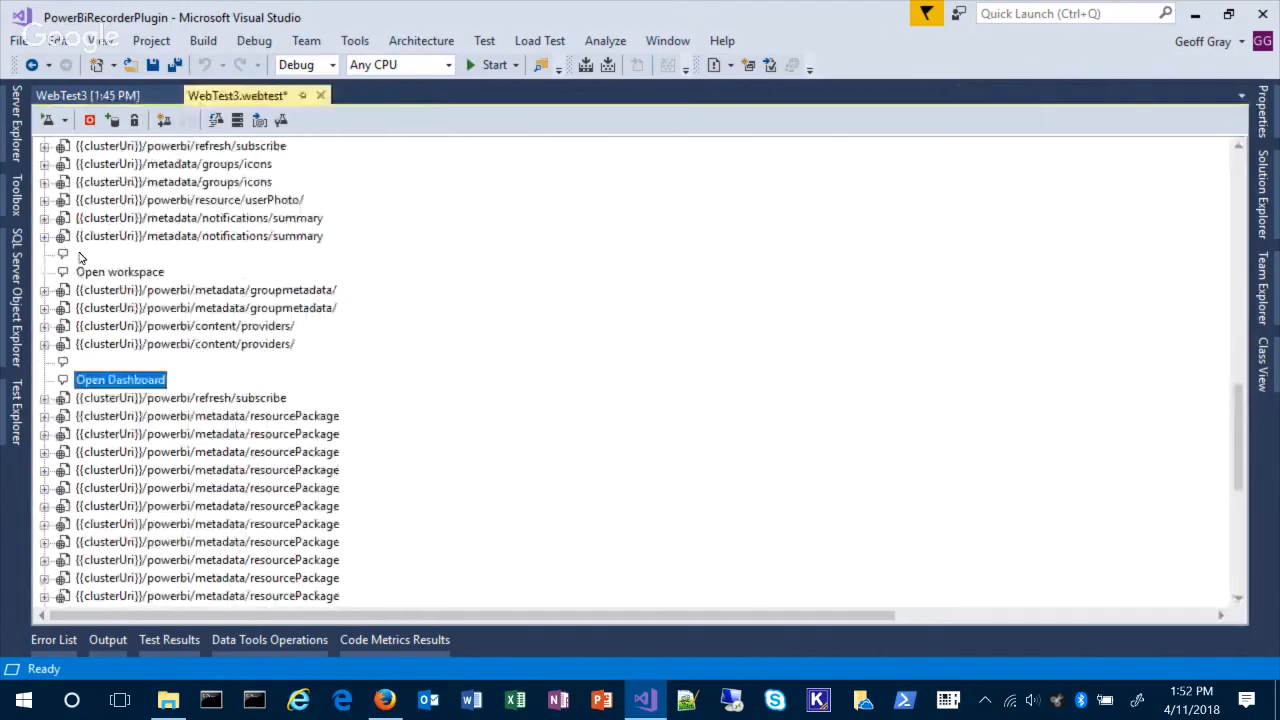 PowerBiRecorderPlugin - Microsoft Visual Studio
Quick Launch (Ctrl+Q)
Google
File Edit View Project Build Debug Team Tools Architecture Test Load Test Analyze Window Help
Geoff Gray GG
Debug Any CPU Start
WebTest3 [1:45 PM] WebTest3.webtest*
Server Explorer
Toolbox
SQL Server Object Explorer
Test Explorer
{{clusterUri}}/powerbi/refresh/subscribe
{{clusterUri}}/metadata/groups/icons
{{clusterUri}}/metadata/groups/icons
{{clusterUri}}/powerbi/resource/userPhoto/
{{clusterUri}}/metadata/notifications/summary
{{clusterUri}}/metadata/notifications/summary
Open workspace
{{clusterUri}}/powerbi/metadata/groupmetadata/
{{clusterUri}}/powerbi/metadata/groupmetadata/
{{clusterUri}}/powerbi/content/providers/
{{clusterUri}}/powerbi/content/providers/
Open Dashboard
{{clusterUri}}/powerbi/refresh/subscribe
{{clusterUri}}/powerbi/metadata/resourcePackage
{{clusterUri}}/powerbi/metadata/resourcePackage
{{clusterUri}}/powerbi/metadata/resourcePackage
{{clusterUri}}/powerbi/metadata/resourcePackage
{{clusterUri}}/powerbi/metadata/resourcePackage
{{clusterUri}}/powerbi/metadata/resourcePackage
{{clusterUri}}/powerbi/metadata/resourcePackage
{{clusterUri}}/powerbi/metadata/resourcePackage
{{clusterUri}}/powerbi/metadata/resourcePackage
{{clusterUri}}/powerbi/metadata/resourcePackage
{{clusterUri}}/powerbi/metadata/resourcePackage
Properties
Solution Explorer
Team Explorer
Class View
Error List Output Test Results Data Tools Operations Code Metrics Results
Ready
1:52 PM
4/11/2018